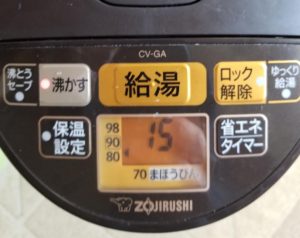 CV-GA
沸とう
セーブ
沸かす
給湯
ロック
解除
ゆっくり
給湯
保温
設定
98
90
80
15
70 まほうびん
省エネ
タイマー
ZOJIRUSHI